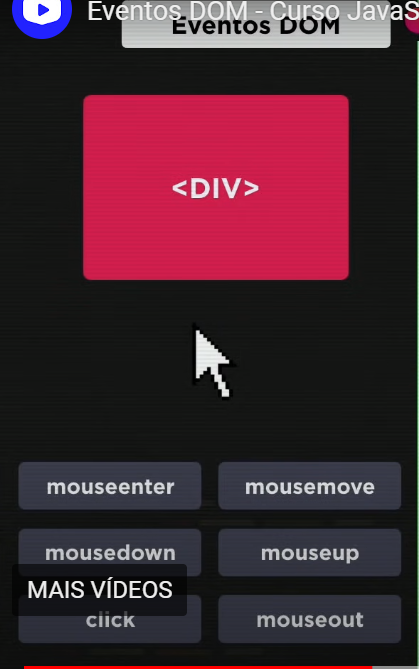 Eventos DOM - Curso JavaS
Eventos DOM
<DIV>
mouseenter
mousemove
mousedown
mouseup
MAIS VÍDEOS
click
mouseout